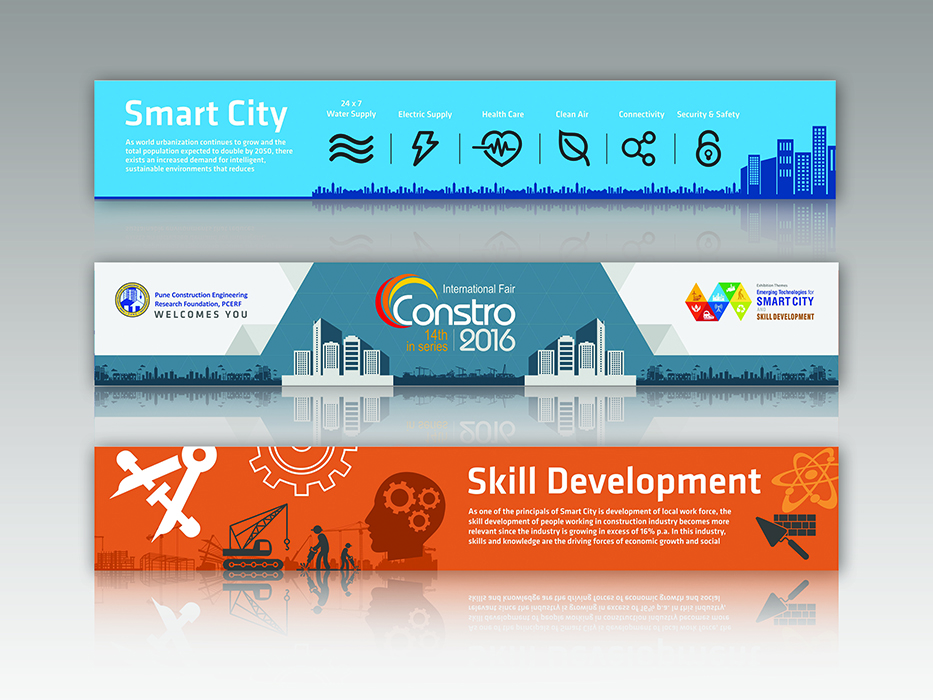 Smart City
As world urbanization continues to grow and the
total population expected to double by 2050, there
exists an increased demand for intelligent,
sustainable environments that reduces
24 x 7
Water Supply
Electric Supply
Health Care
Clean Air
Connectivity
Security & Safety
Pune Construction Engineering
Research Foundation, PCERF
WELCOMES YOU
International Fair
Constro
14th
in series
2016
Exhibition Themes
Emerging Technologies for
SMART CITY
AND
SKILL DEVELOPMENT
Skill Development
As one of the principals of Smart City is development of local work force, the
skill development of people working in construction industry becomes more
relevant since the industry is growing in excess of 16% p.a. In this industry,
skills and knowledge are the driving forces of economic growth and social